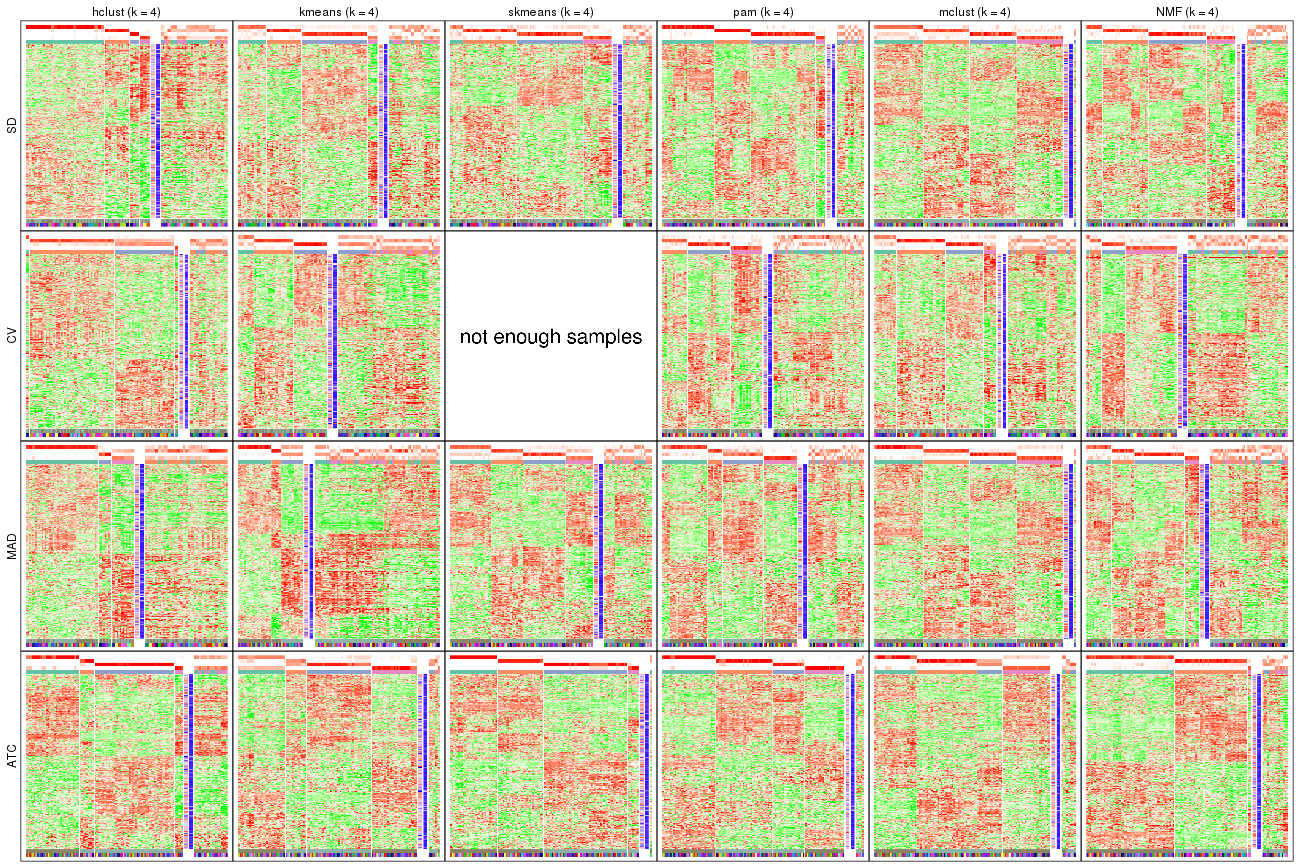 hclust (k = 4) kmeans (k = 4) skmeans (k = 4) pam (k = 4) mclust (k = 4) NMF (k = 4)
SD
CV
not enough samples
MAD
ATC